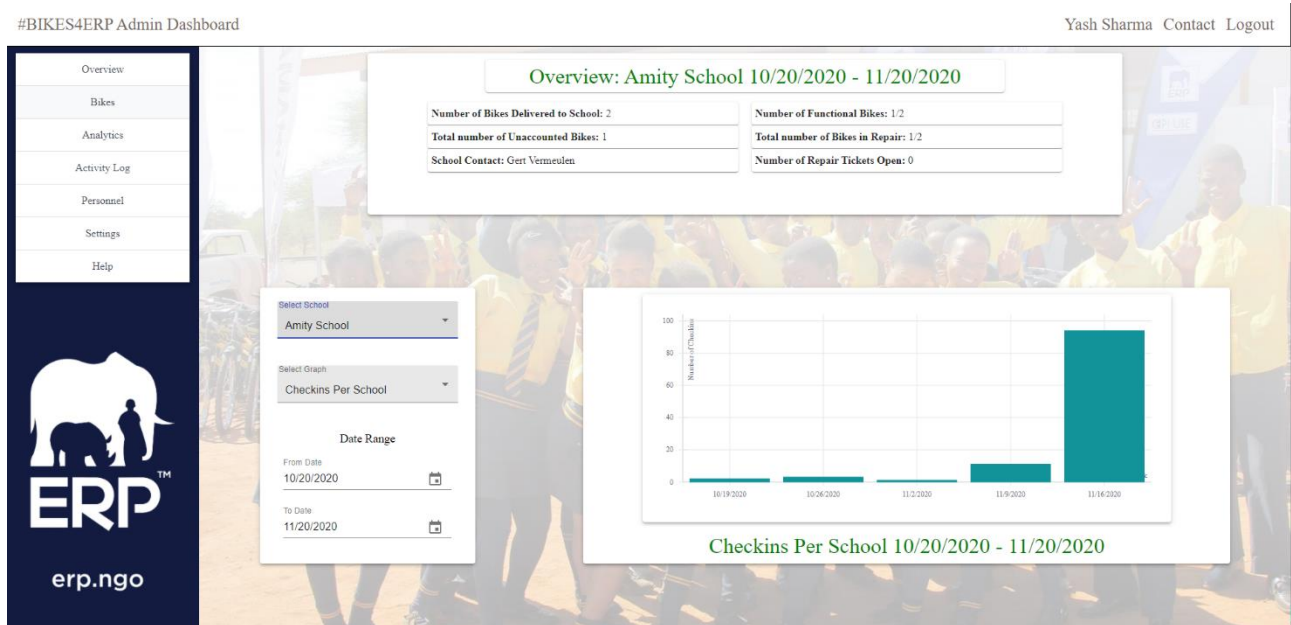 #BIKES4ERP Admin Dashboard
Yash Sharma Contact Logout
Overview
Bikes
Analytics
Activity Log
Personnel
Settings
Help
ERP™
erp.ngo
Overview: Amity School 10/20/2020 - 11/20/2020
Number of Bikes Delivered to School: 2
Number of Functional Bikes: 1/2
Total number of Unaccounted Bikes: 1
Total number of Bikes in Repair: 1/2
School Contact: Gert Vermeulen
Number of Repair Tickets Open: 0
ERP
Select School
Amity School
Select Graph
Checkins Per School
Date Range
From Date
10/20/2020
To Date
11/20/2020
Number of Checkins
100
80
60
40
20
0
10/19/2020 10/26/2020 11/2/2020 11/9/2020 11/16/2020
Checkins Per School 10/20/2020 - 11/20/2020